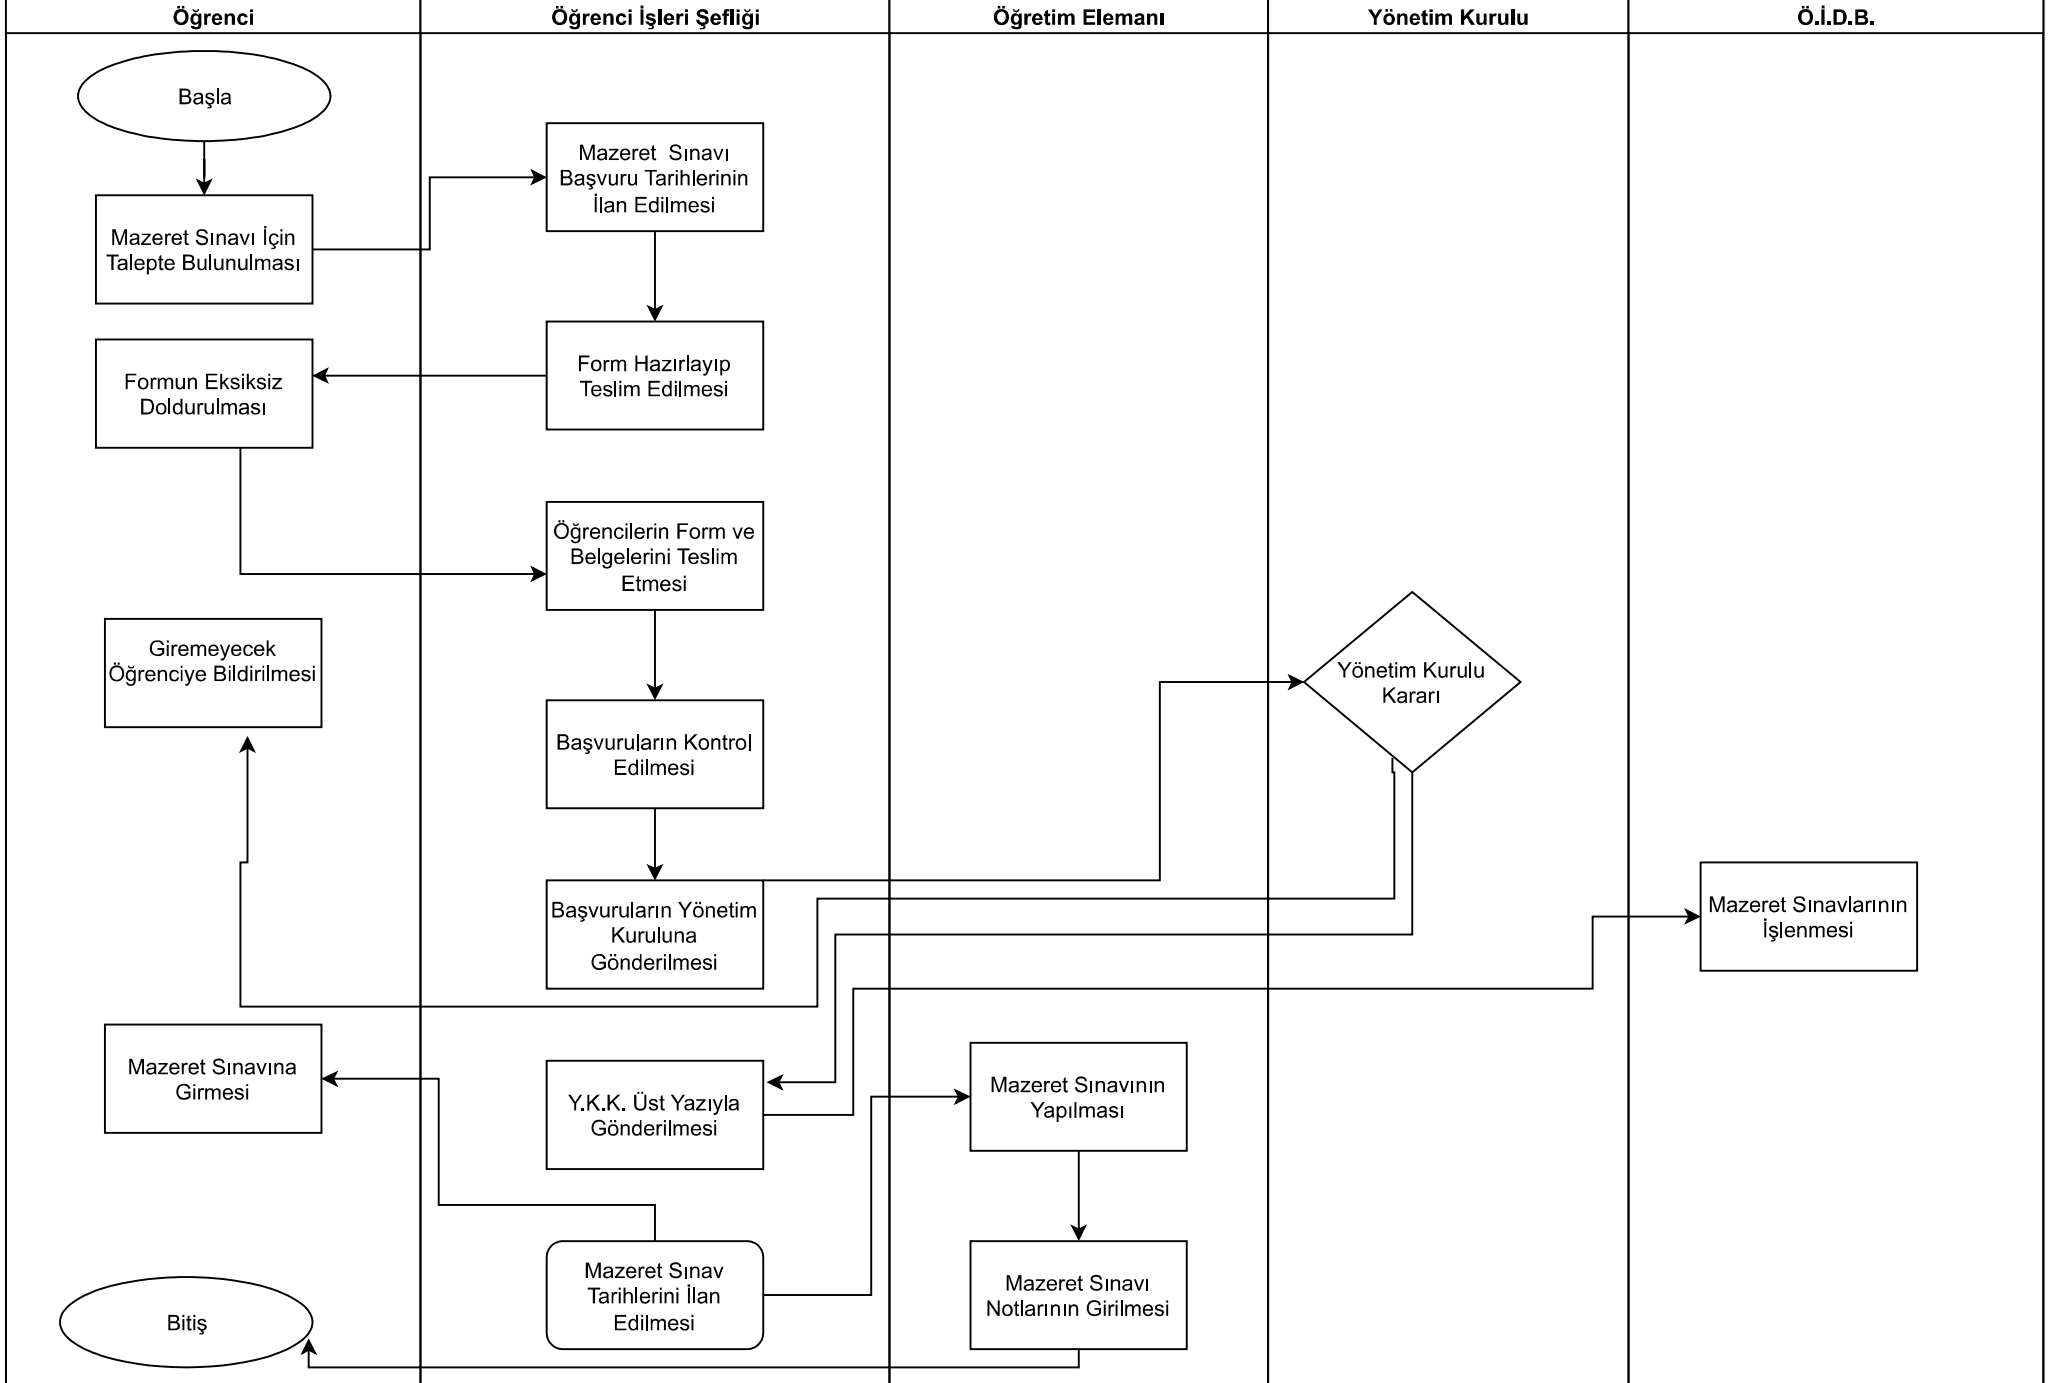 Öğrenci
Öğrenci İşleri Şefliği
Öğretim Elemanı
Yönetim Kurulu
Ö.İ.D.B.
Başla
Mazeret Sınavı
Başvuru Tarihlerinin
İlan Edilmesi
Mazeret Sınavı İçin
Talepte Bulunulması
Form Hazırlayıp
Teslim Edilmesi
Formun Eksiksiz
Doldurulması
Öğrencilerin Form ve
Belgelerini Teslim
Etmesi
Giremeyecek
Öğrenciye Bildirilmesi
Yönetim Kurulu
Kararı
Başvuruların Kontrol
Edilmesi
Başvuruların Yönetim
Kuruluna
Gönderilmesi
Mazeret Sınavlarının
İşlenmesi
Mazeret Sınavına
Girmesi
Y.K.K. Üst Yazıyla
Gönderilmesi
Mazeret Sınavının
Yapılması
Mazeret Sınav
Tarihlerini İlan
Edilmesi
Mazeret Sınavı
Notlarının Girilmesi
Bitiş